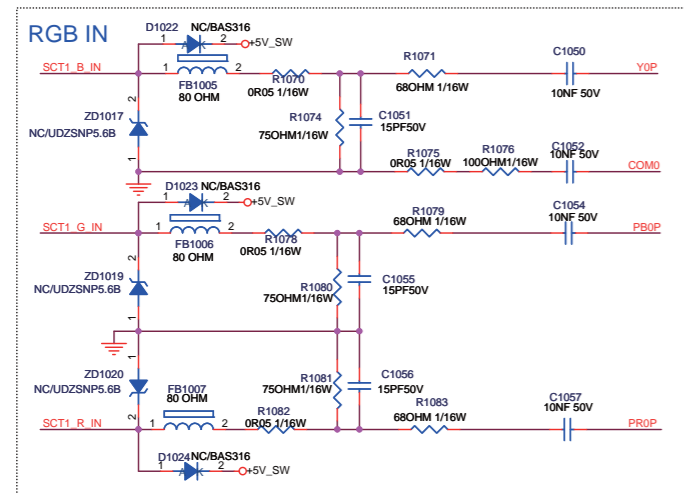 RGB IN
D1022 NC/BAS316
1 2 +5V_SW
SCT1_B_IN 1 2
FB1005
80 OHM
R1070
0R05 1/16W
R1071
68OHM 1/16W
C1050
10NF 50V
Y0P
ZD1017
NC/UDZSNP5.6B
2
1
R1074
75OHM1/16W
C1051
15PF50V
R1075
0R05 1/16W
R1076
100OHM1/16W
C1052
10NF 50V
COM0
D1023 NC/BAS316
1 2 +5V_SW
SCT1_G_IN 1 2
FB1006
80 OHM
R1078
0R05 1/16W
R1079
68OHM 1/16W
C1054
10NF 50V
PB0P
ZD1019
NC/UDZSNP5.6B
2
1
R1080
75OHM1/16W
C1055
15PF50V
ZD1020
NC/UDZSNP5.6B
1
2
FB1007
80 OHM
R1081
75OHM1/16W
C1056
15PF50V
SCT1_R_IN 1 2
R1082
0R05 1/16W
R1083
68OHM 1/16W
C1057
10NF 50V
PR0P
D1024 NC/BAS316
1 2 +5V_SW